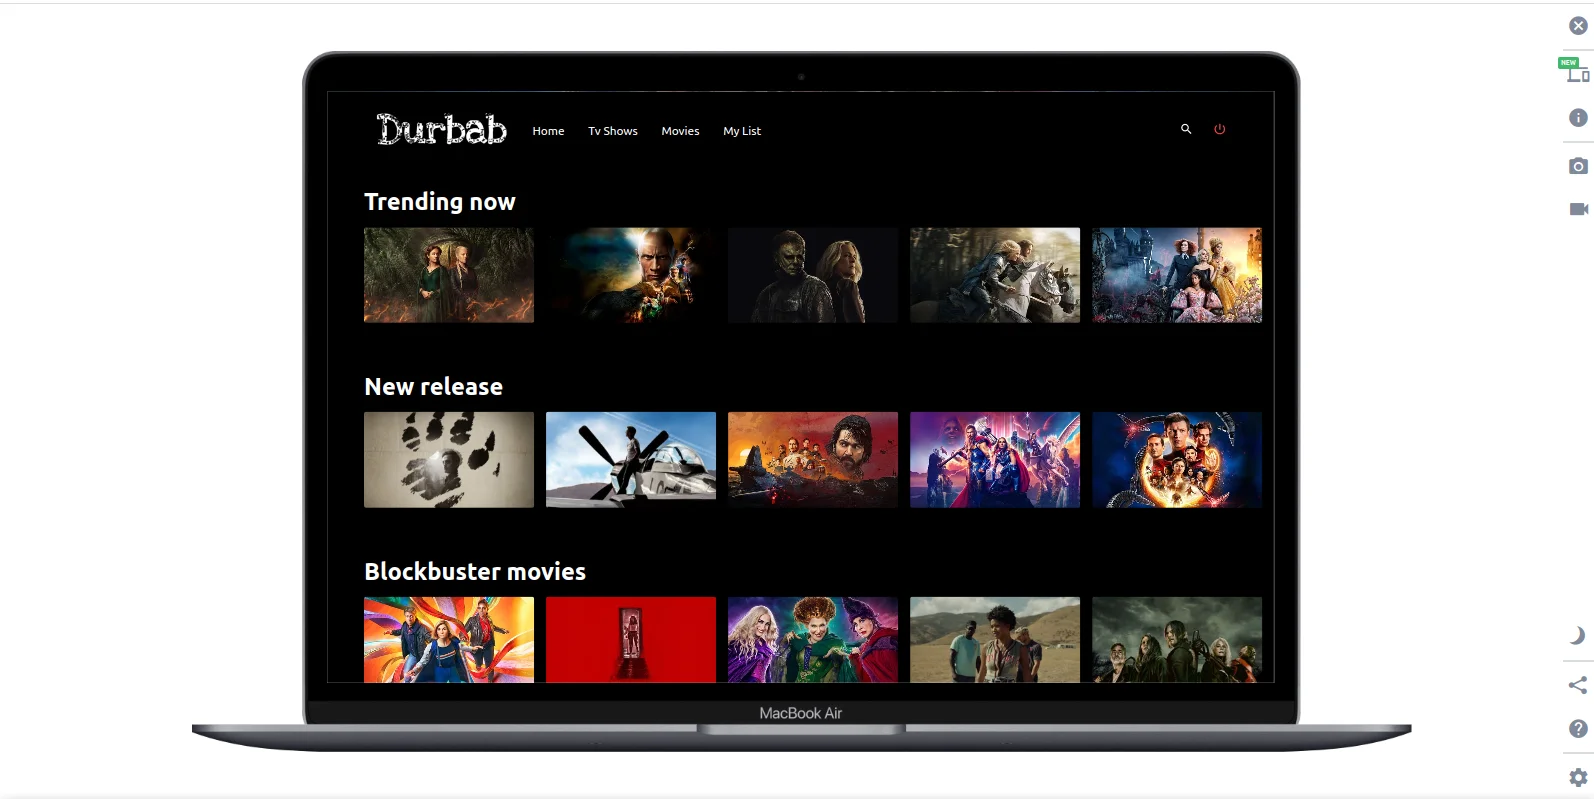 NEW
Durbab Home Tv Shows Movies My List
Trending now
New release
Blockbuster movies
MacBook Air